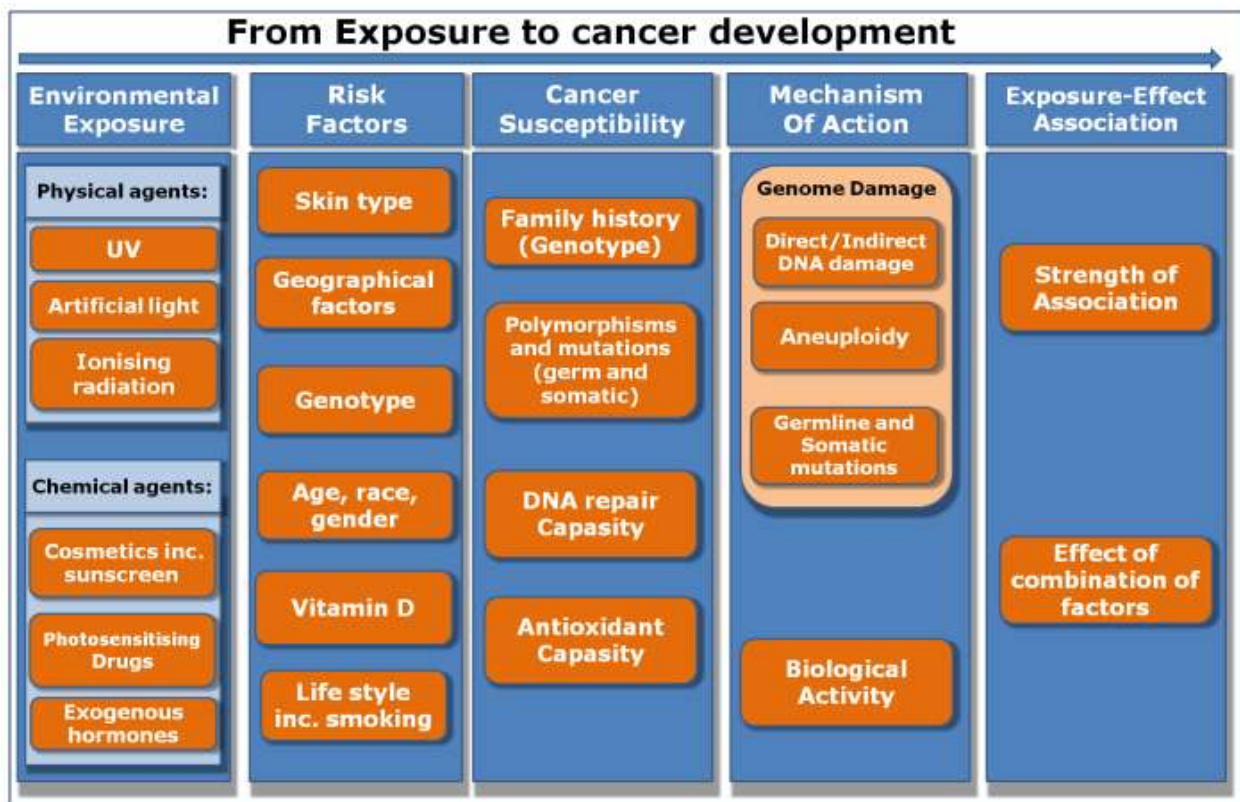 From Exposure to cancer development
Environmental
Exposure
Physical agents:
UV
Artificial light
Ionising
radiation
Chemical agents:
Cosmetics inc.
sunscreen
Photosensitising
Drugs
Exogenous
hormones
Risk
Factors
Skin type
Geographical
factors
Genotype
Age, race,
gender
Vitamin D
Life style
inc. smoking
Cancer
Susceptibility
Family history
(Genotype)
Polymorphisms
and mutations
(germ and
somatic)
DNA repair
Capasity
Antioxidant
Capasity
Mechanism
Of Action
Genome Damage
Direct/Indirect
DNA damage
Aneuploidy
Germline and
Somatic
mutations
Biological
Activity
Exposure-Effect
Association
Strength of
Association
Effect of
combination of
factors